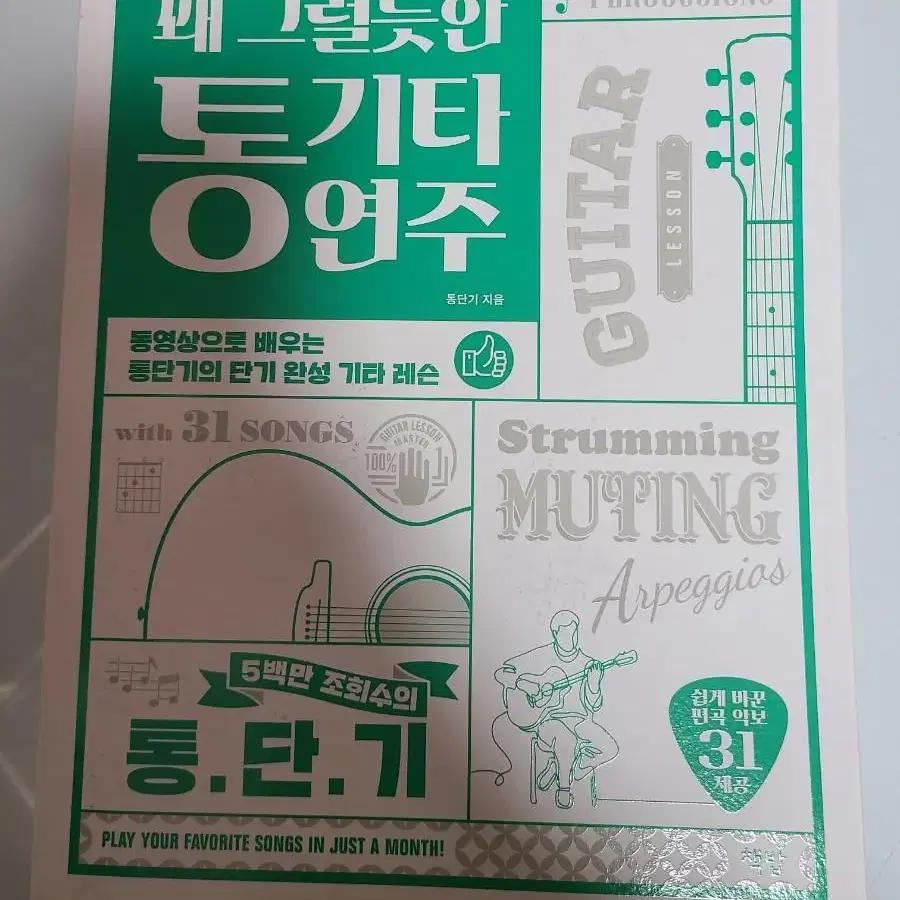 꽤 그럴듯한
통기타
연주
통단기 지음
PERCUSSIONS
GUITAR
LESSON
동영상으로 배우는
통단기의 단기 완성 기타 레슨
with 31 SONGS
GUITAR LESSON
MASTER
100%
Strumming
MUTING
Arpeggios
5백만 조회수의
통.단.기
쉽게 바꾼
편곡 악보
31
제공
PLAY YOUR FAVORITE SONGS IN JUST A MONTH!
책밥